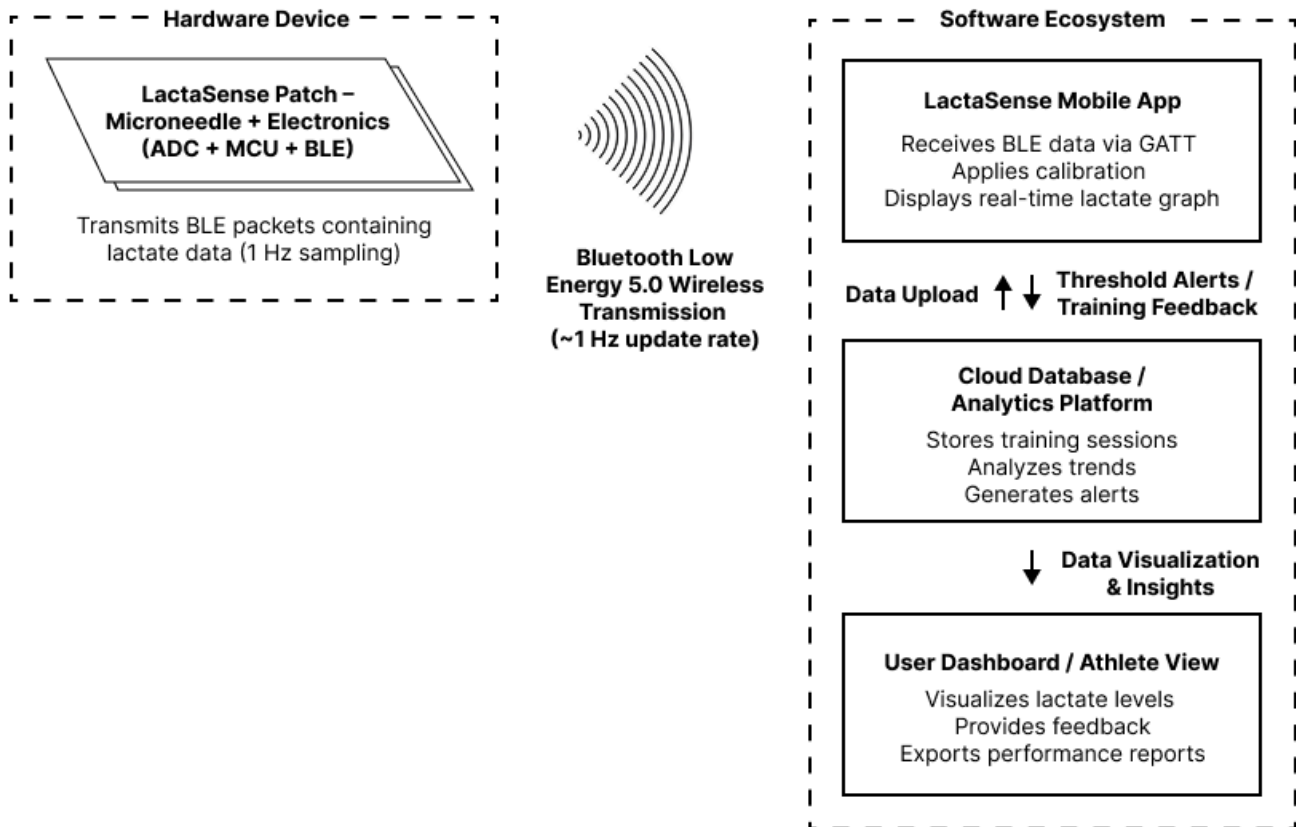 Hardware Device
LactaSense Patch –
Microneedle + Electronics
(ADC + MCU + BLE)
Transmits BLE packets containing
lactate data (1 Hz sampling)
Bluetooth Low
Energy 5.0 Wireless
Transmission
(~1 Hz update rate)
Software Ecosystem
LactaSense Mobile App
Receives BLE data via GATT
Applies calibration
Displays real-time lactate graph
Data Upload
Threshold Alerts /
Training Feedback
Cloud Database /
Analytics Platform
Stores training sessions
Analyzes trends
Generates alerts
Data Visualization
& Insights
User Dashboard / Athlete View
Visualizes lactate levels
Provides feedback
Exports performance reports